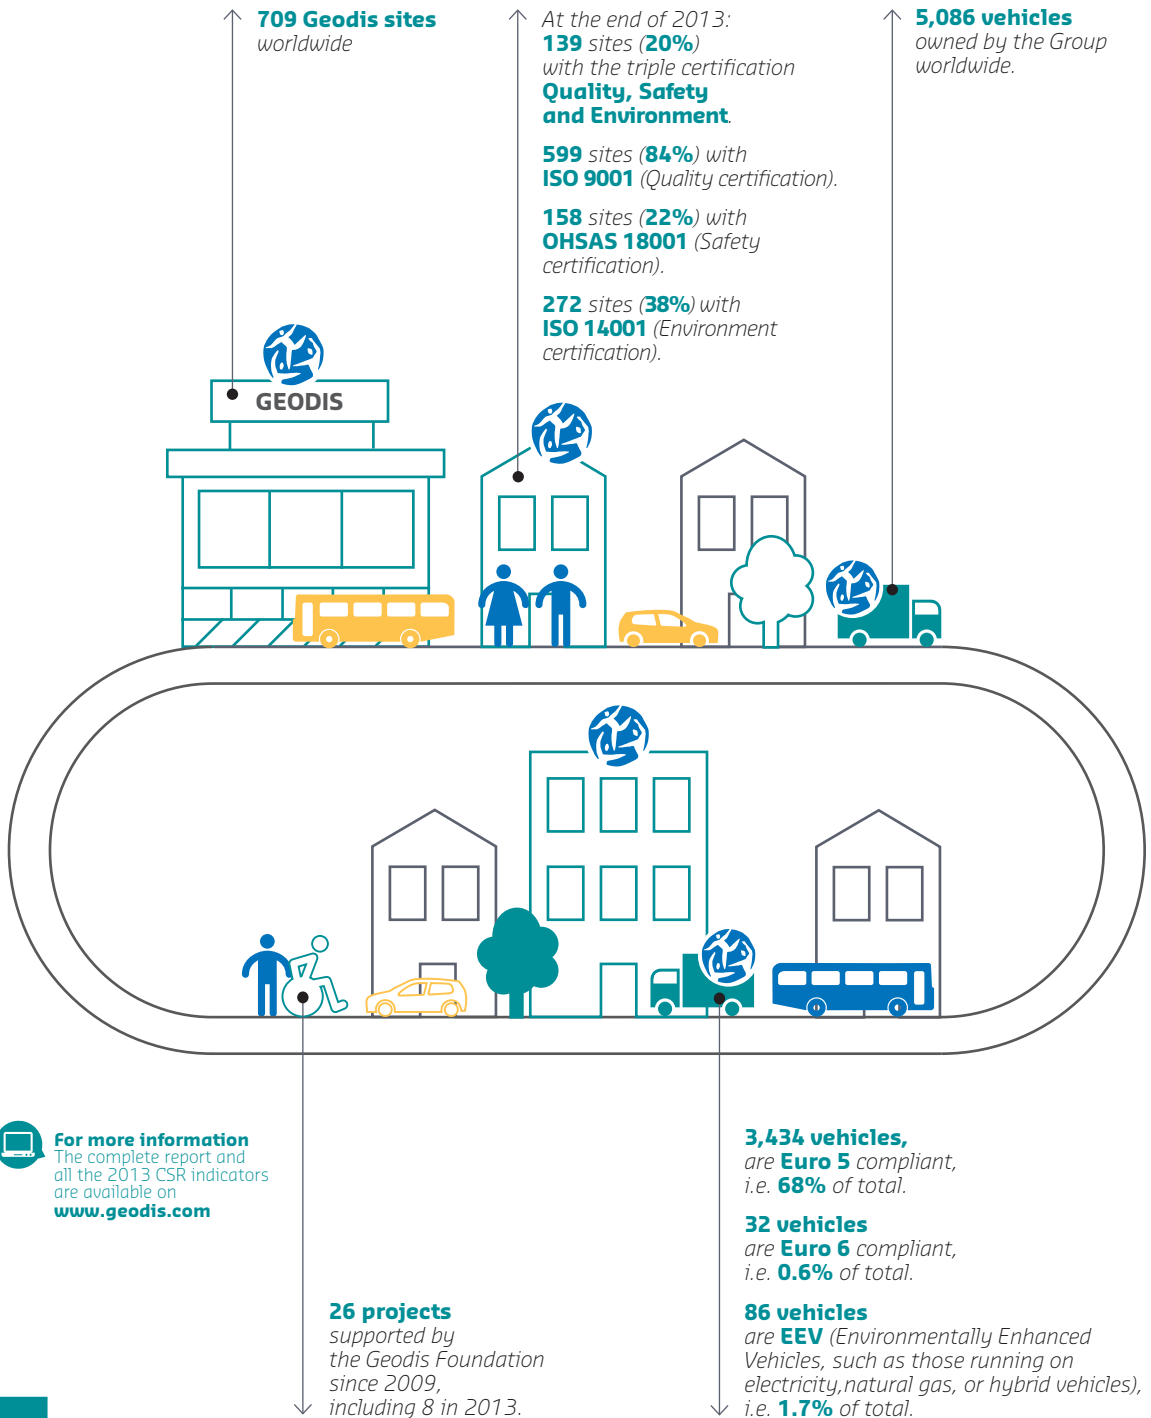 709 Geodis sites
worldwide
At the end of 2013:
139 sites (20%)
with the triple certification
Quality, Safety
and Environment.
599 sites (84%) with
ISO 9001 (Quality certification).
158 sites (22%) with
OHSAS 18001 (Safety
certification).
272 sites (38%) with
ISO 14001 (Environment
certification).
5,086 vehicles
owned by the Group
worldwide.
GEODIS
For more information
The complete report and
all the 2013 CSR indicators
are available on
www.geodis.com
26 projects
supported by
the Geodis Foundation
since 2009,
including 8 in 2013.
3,434 vehicles,
are Euro 5 compliant,
i.e. 68% of total.
32 vehicles
are Euro 6 compliant,
i.e. 0.6% of total.
86 vehicles
are EEV (Environmentally Enhanced
Vehicles, such as those running on
electricity,natural gas, or hybrid vehicles),
i.e. 1.7% of total.